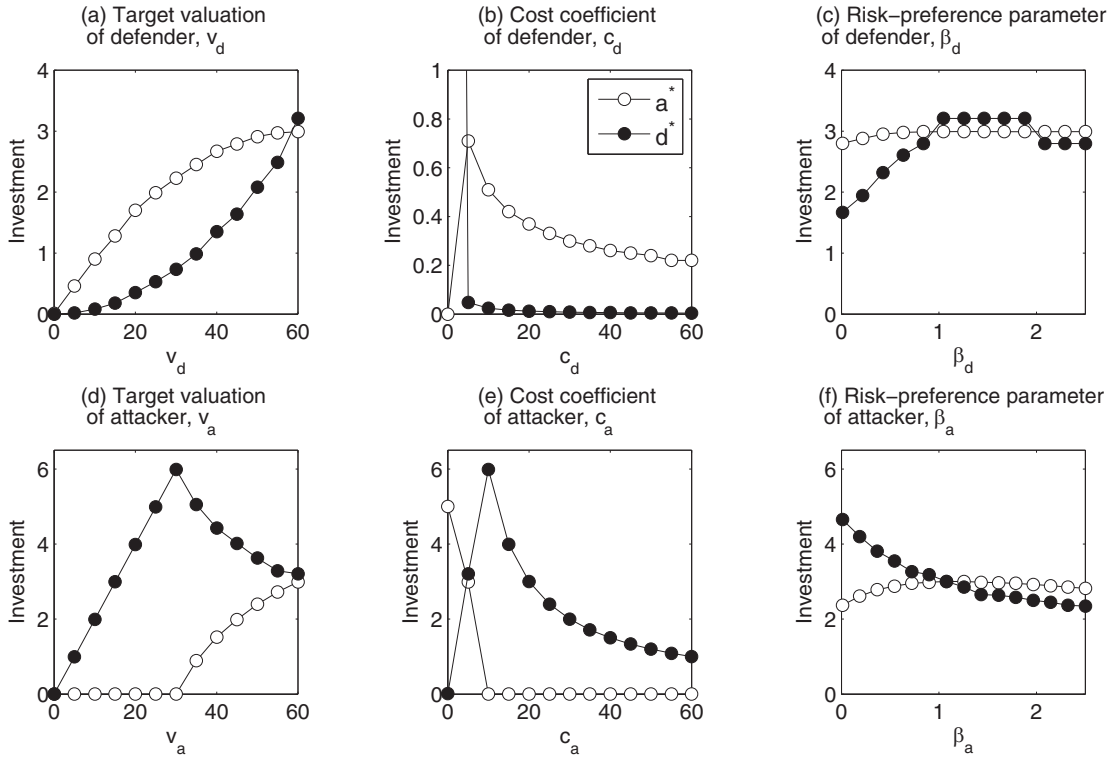 (a) Target valuation
of defender, v_d
4
3
2
1
0
Investment
0 20 40 60
v_d
(b) Cost coefficient
of defender, c_d
1
0.8
0.6
0.4
0.2
0
Investment
a*
d*
0 20 40 60
c_d
(c) Risk−preference parameter
of defender, β_d
4
3
2
1
0
Investment
0 1 2
β_d
(d) Target valuation
of attacker, v_a
6
4
2
0
Investment
0 20 40 60
v_a
(e) Cost coefficient
of attacker, c_a
6
4
2
0
Investment
0 20 40 60
c_a
(f) Risk−preference parameter
of attacker, β_a
6
4
2
0
Investment
0 1 2
β_a